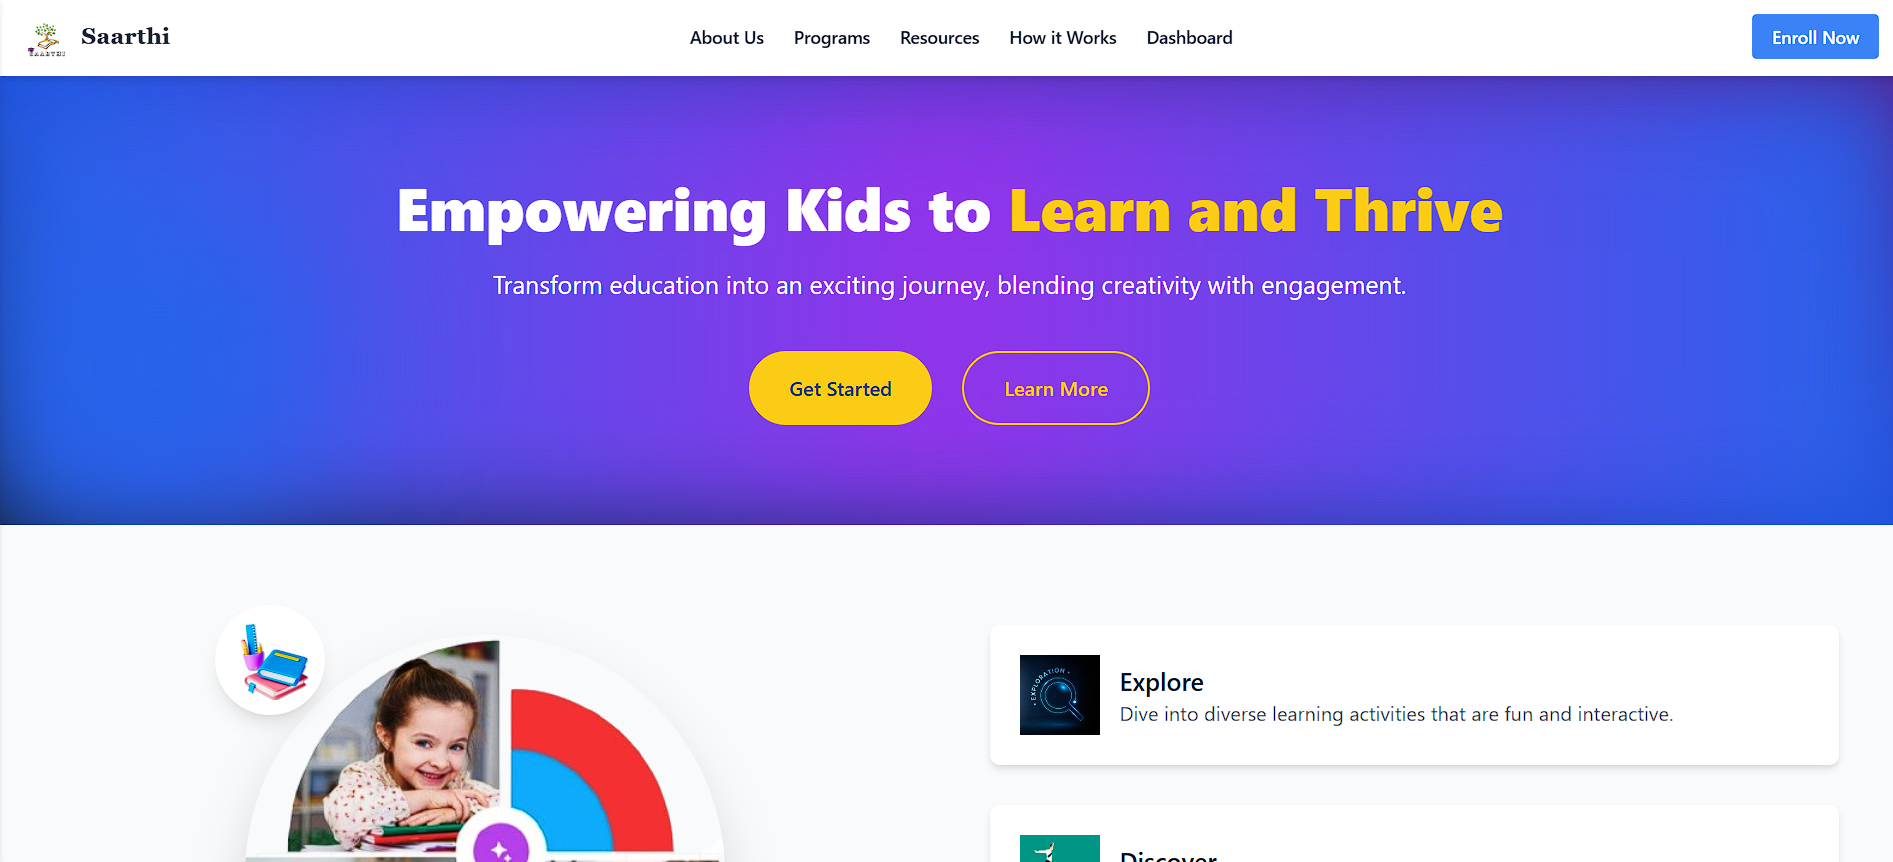 SAARTHI
Saarthi
About Us
Programs
Resources
How it Works
Dashboard
Enroll Now
Empowering Kids to Learn and Thrive
Transform education into an exciting journey, blending creativity with engagement.
Get Started
Learn More
EXPLORATION
Explore
Dive into diverse learning activities that are fun and interactive.
Discover